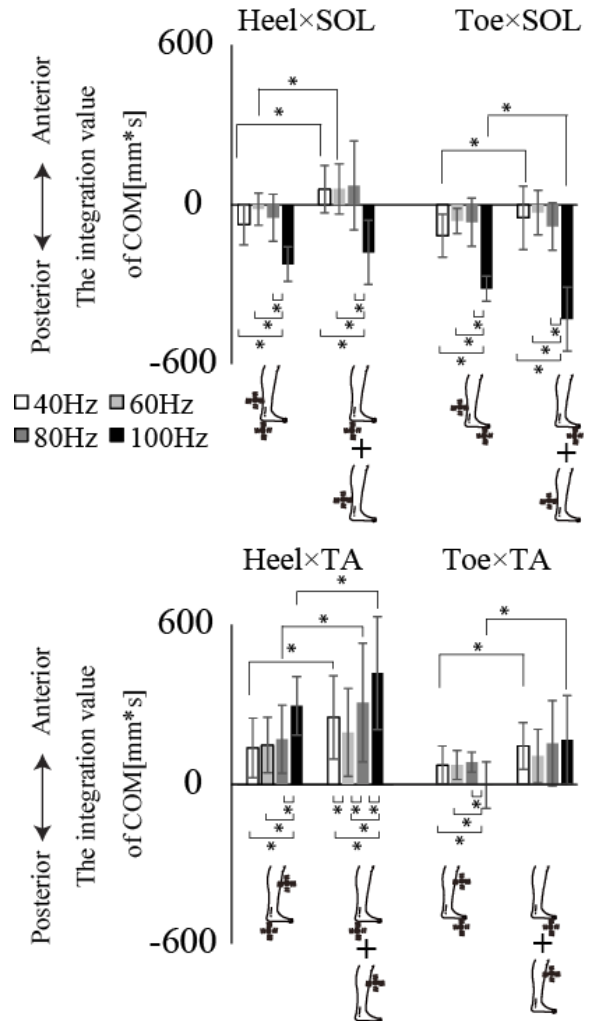 Heel×SOL Toe×SOL
600
0
-600
Posterior ⟷ Anterior
The integration value
of COM[mm*s]
* * * *
* * * *
* * * *
* * * *
40Hz 60Hz
80Hz 100Hz
+ +
Heel×TA Toe×TA
600
0
-600
Posterior ⟷ Anterior
The integration value
of COM[mm*s]
* *
* *
*
* * * * *
* * *
* * *
+ +